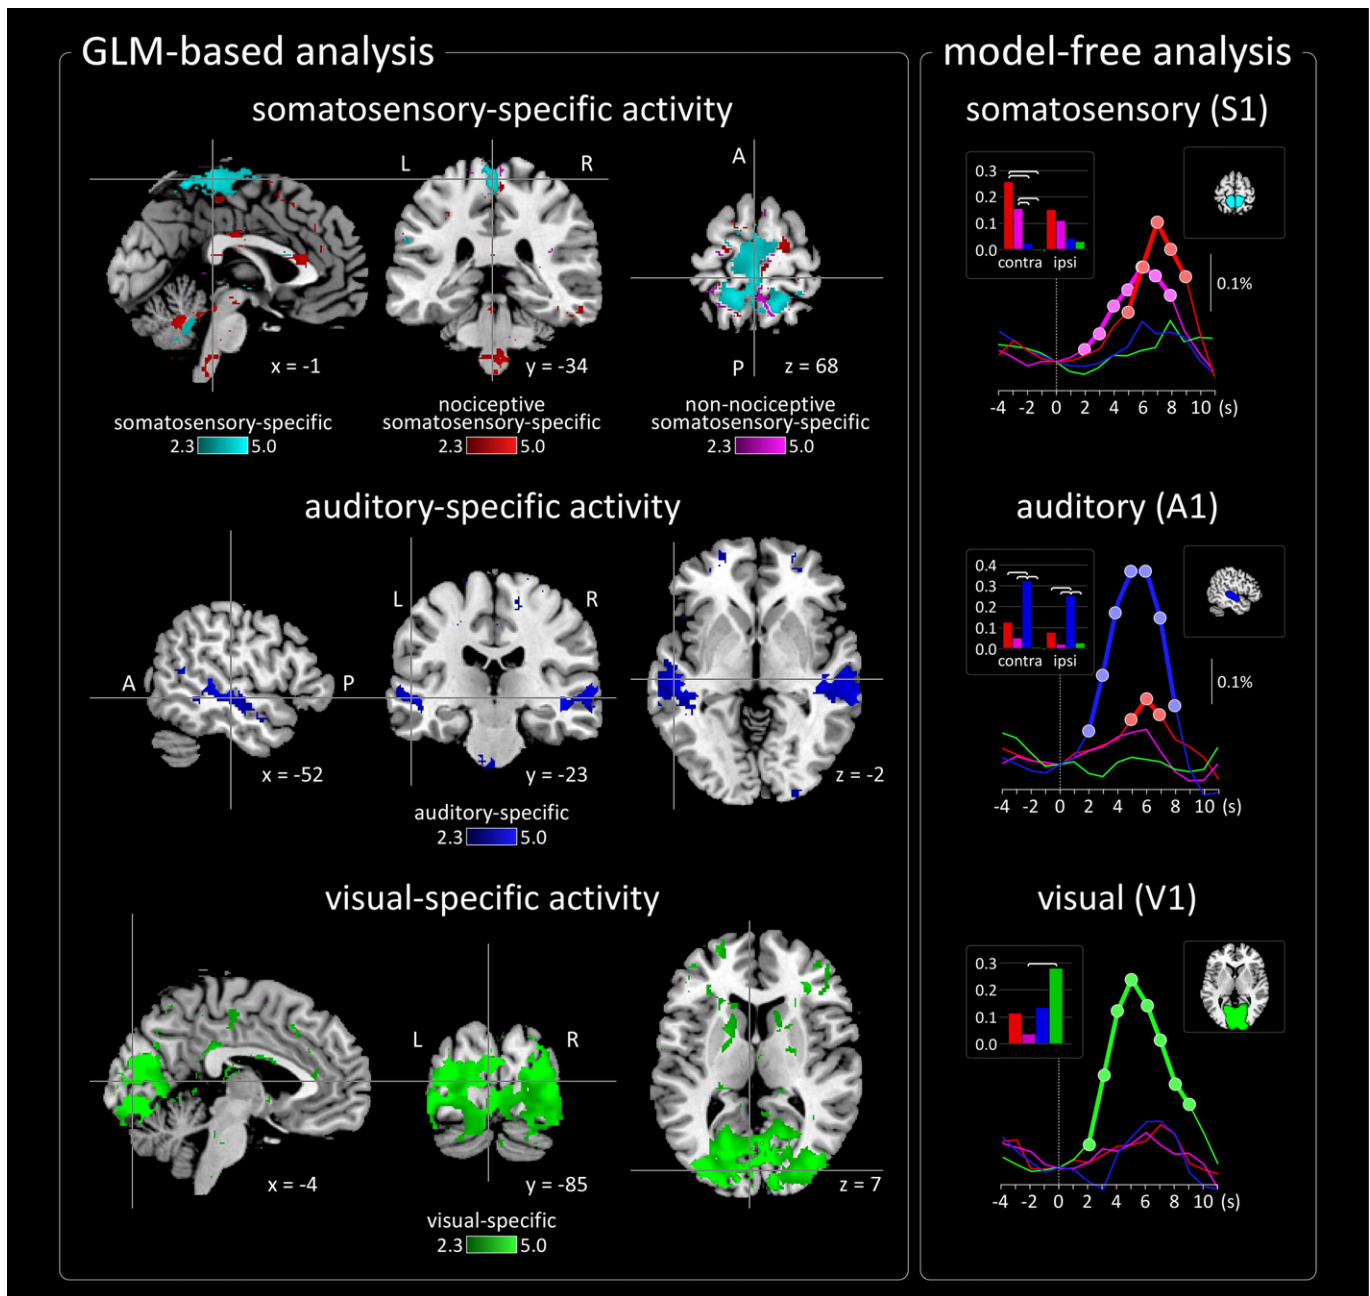 GLM-based analysis
somatosensory-specific activity
L
R
A
P
x = -1
y = -34
z = 68
somatosensory-specific
2.3 5.0
nociceptive
somatosensory-specific
2.3 5.0
non-nociceptive
somatosensory-specific
2.3 5.0
auditory-specific activity
A
P
L
R
x = -52
y = -23
z = -2
auditory-specific
2.3 5.0
visual-specific activity
L
R
x = -4
y = -85
z = 7
visual-specific
2.3 5.0
model-free analysis
somatosensory (S1)
0.3
0.2
0.1
0.0
contra ipsi
0.1%
-4 -2 0 2 4 6 8 10 (s)
auditory (A1)
0.4
0.3
0.2
0.1
0.0
contra ipsi
0.1%
-4 -2 0 2 4 6 8 10 (s)
visual (V1)
0.3
0.2
0.1
0.0
-4 -2 0 2 4 6 8 10 (s)